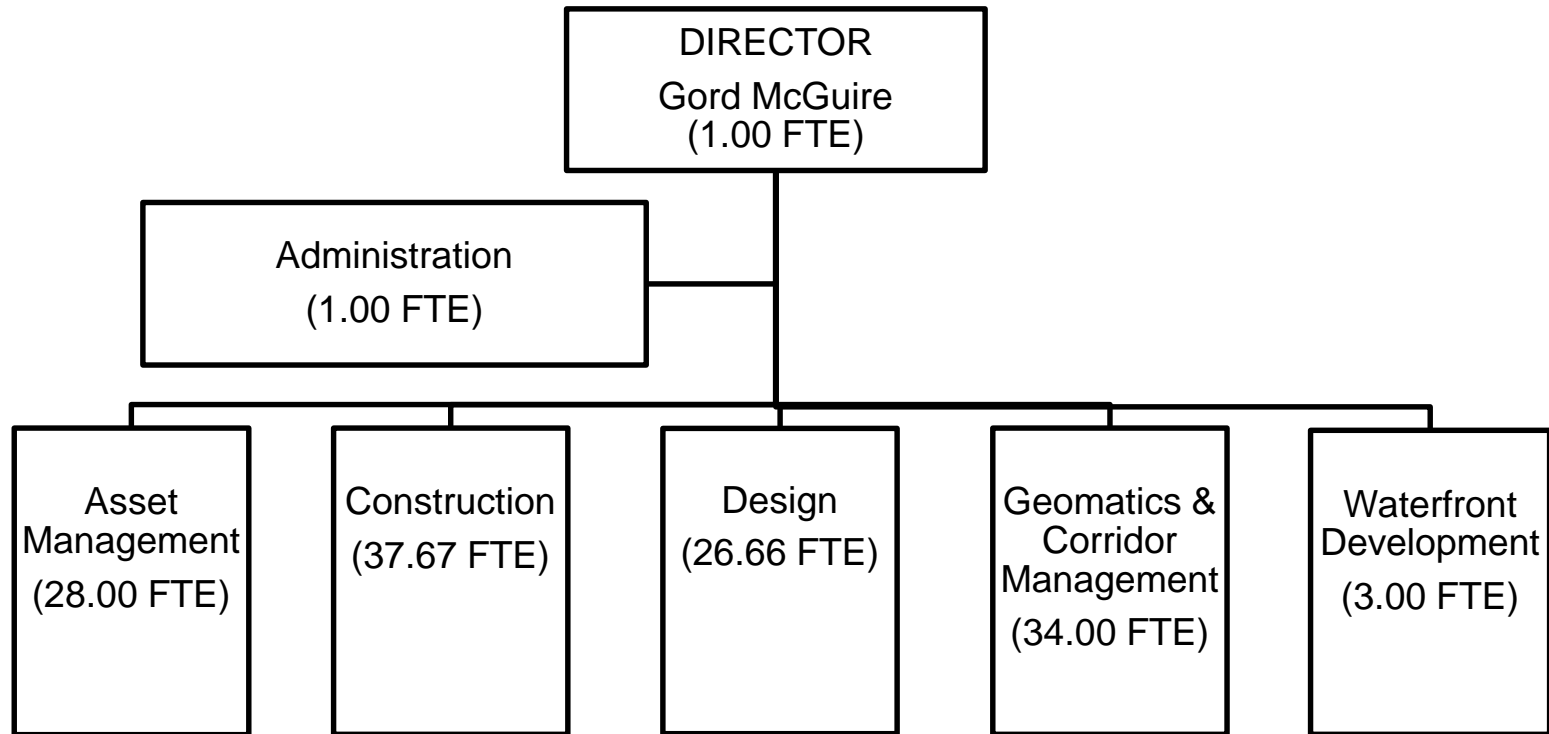 DIRECTOR
Gord McGuire
(1.00 FTE)
Administration
(1.00 FTE)
Asset
Management
(28.00 FTE)
Construction
(37.67 FTE)
Design
(26.66 FTE)
Geomatics &
Corridor
Management
(34.00 FTE)
Waterfront
Development
(3.00 FTE)